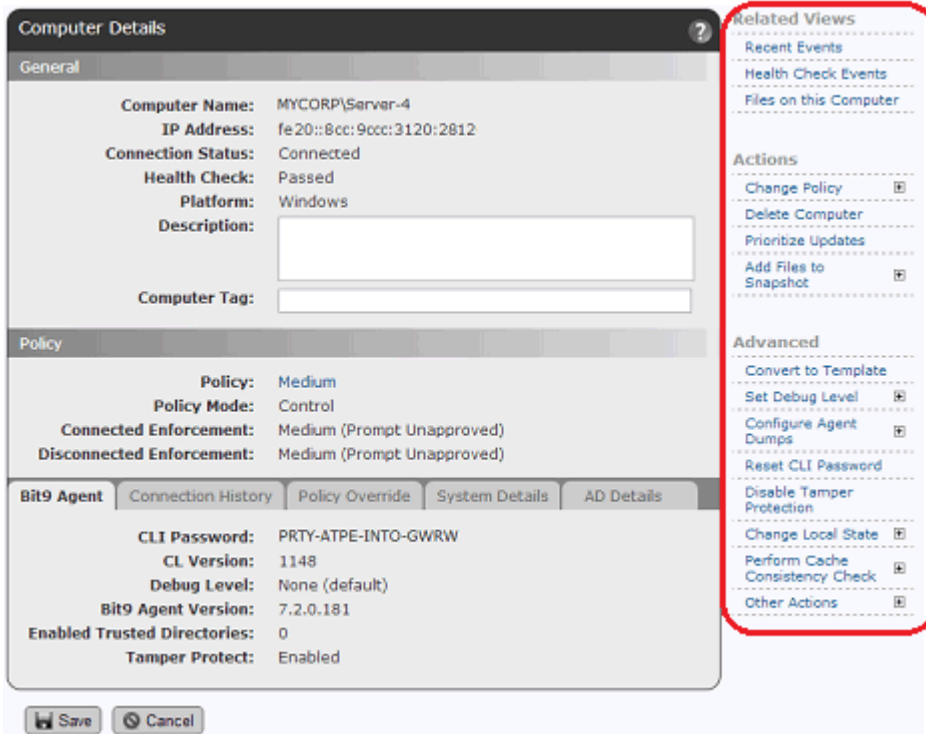 Computer Details
?
General
Computer Name: MYCORP\Server-4
IP Address: fe20::8cc:9ccc:3120:2812
Connection Status: Connected
Health Check: Passed
Platform: Windows
Description:
Computer Tag:
Policy
Policy: Medium
Policy Mode: Control
Connected Enforcement: Medium (Prompt Unapproved)
Disconnected Enforcement: Medium (Prompt Unapproved)
Bit9 Agent Connection History Policy Override System Details AD Details
CLI Password: PRTY-ATPE-INTO-GWRW
CL Version: 1148
Debug Level: None (default)
Bit9 Agent Version: 7.2.0.181
Enabled Trusted Directories: 0
Tamper Protect: Enabled
Save Cancel
Related Views
Recent Events
Health Check Events
Files on this Computer
Actions
Change Policy
Delete Computer
Prioritize Updates
Add Files to
Snapshot
Advanced
Convert to Template
Set Debug Level
Configure Agent
Dumps
Reset CLI Password
Disable Tamper
Protection
Change Local State
Perform Cache
Consistency Check
Other Actions